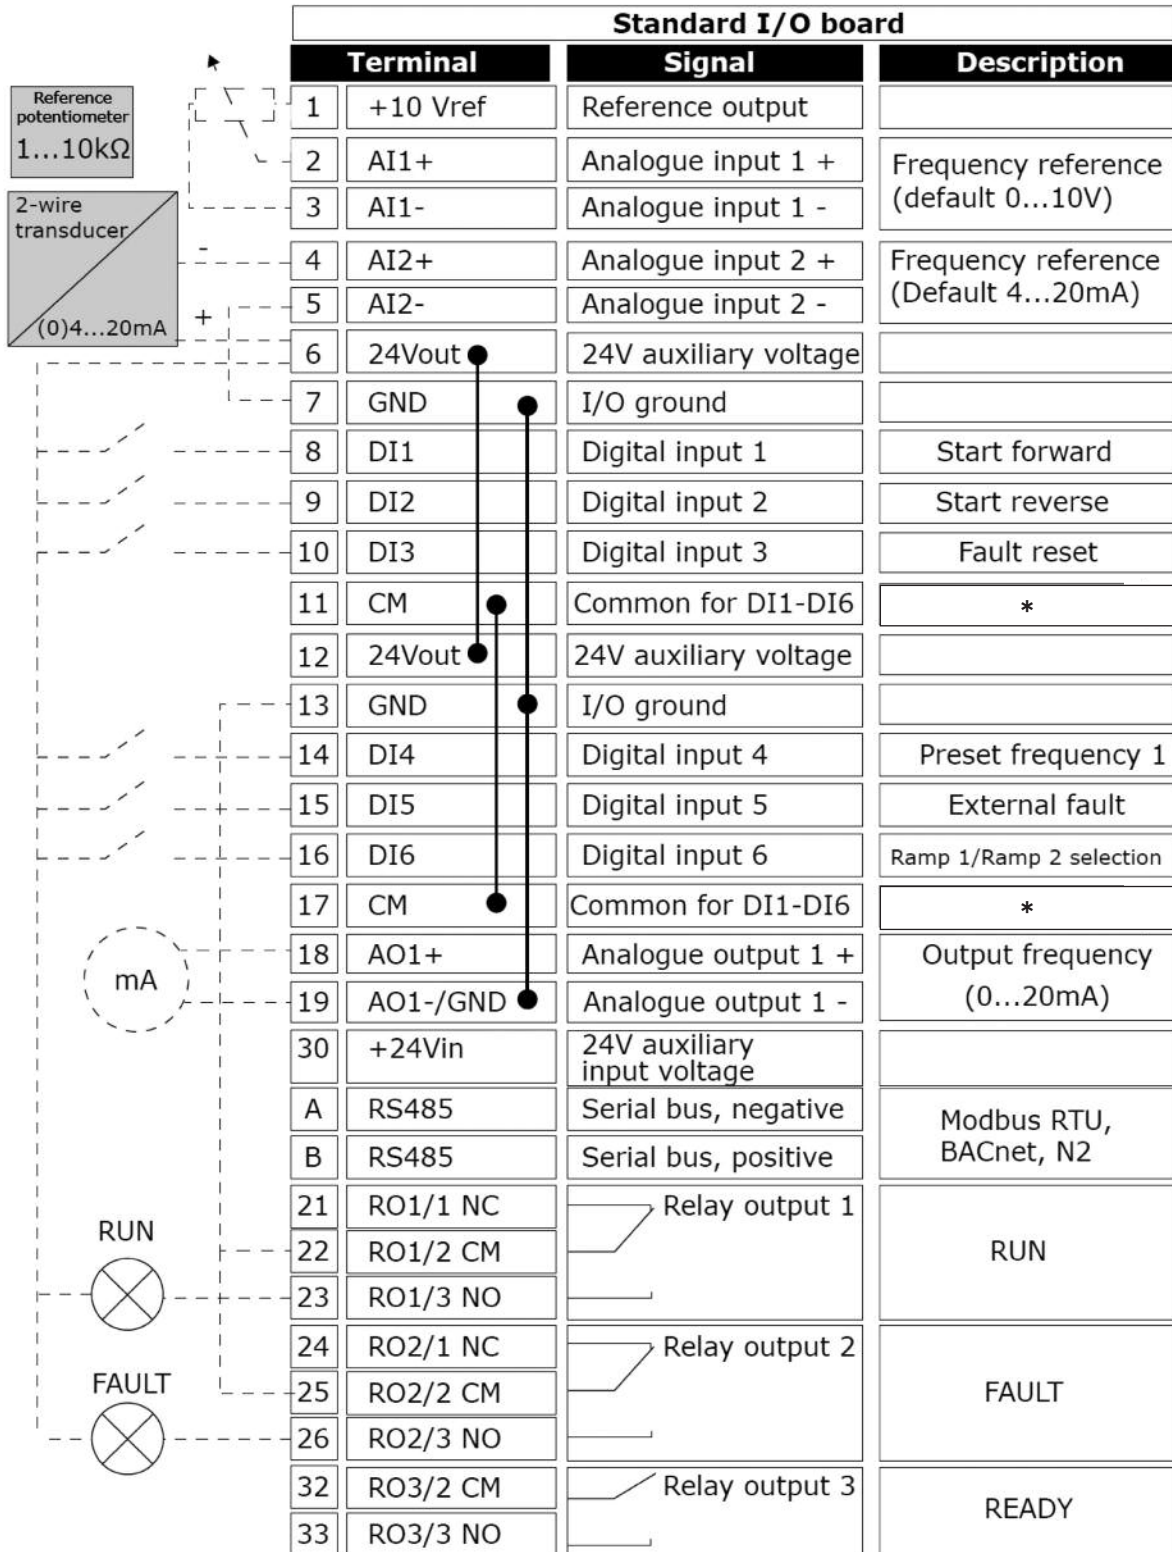 Standard I/O board
Terminal Signal Description
Reference
potentiometer
1...10kΩ
1 +10 Vref Reference output
2 AI1+ Analogue input 1 +
3 AI1- Analogue input 1 -
Frequency reference
(default 0...10V)
2-wire
transducer
(0)4...20mA
-
+
4 AI2+ Analogue input 2 +
5 AI2- Analogue input 2 -
Frequency reference
(Default 4...20mA)
6 24Vout 24V auxiliary voltage
7 GND I/O ground
8 DI1 Digital input 1 Start forward
9 DI2 Digital input 2 Start reverse
10 DI3 Digital input 3 Fault reset
11 CM Common for DI1-DI6 *
12 24Vout 24V auxiliary voltage
13 GND I/O ground
14 DI4 Digital input 4 Preset frequency 1
15 DI5 Digital input 5 External fault
16 DI6 Digital input 6 Ramp 1/Ramp 2 selection
17 CM Common for DI1-DI6 *
mA
18 AO1+ Analogue output 1 +
19 AO1-/GND Analogue output 1 -
Output frequency
(0...20mA)
30 +24Vin 24V auxiliary
input voltage
A RS485 Serial bus, negative
B RS485 Serial bus, positive
Modbus RTU,
BACnet, N2
21 RO1/1 NC Relay output 1
RUN
22 RO1/2 CM RUN
23 RO1/3 NO
24 RO2/1 NC Relay output 2
FAULT
25 RO2/2 CM FAULT
26 RO2/3 NO
32 RO3/2 CM Relay output 3
33 RO3/3 NO
READY